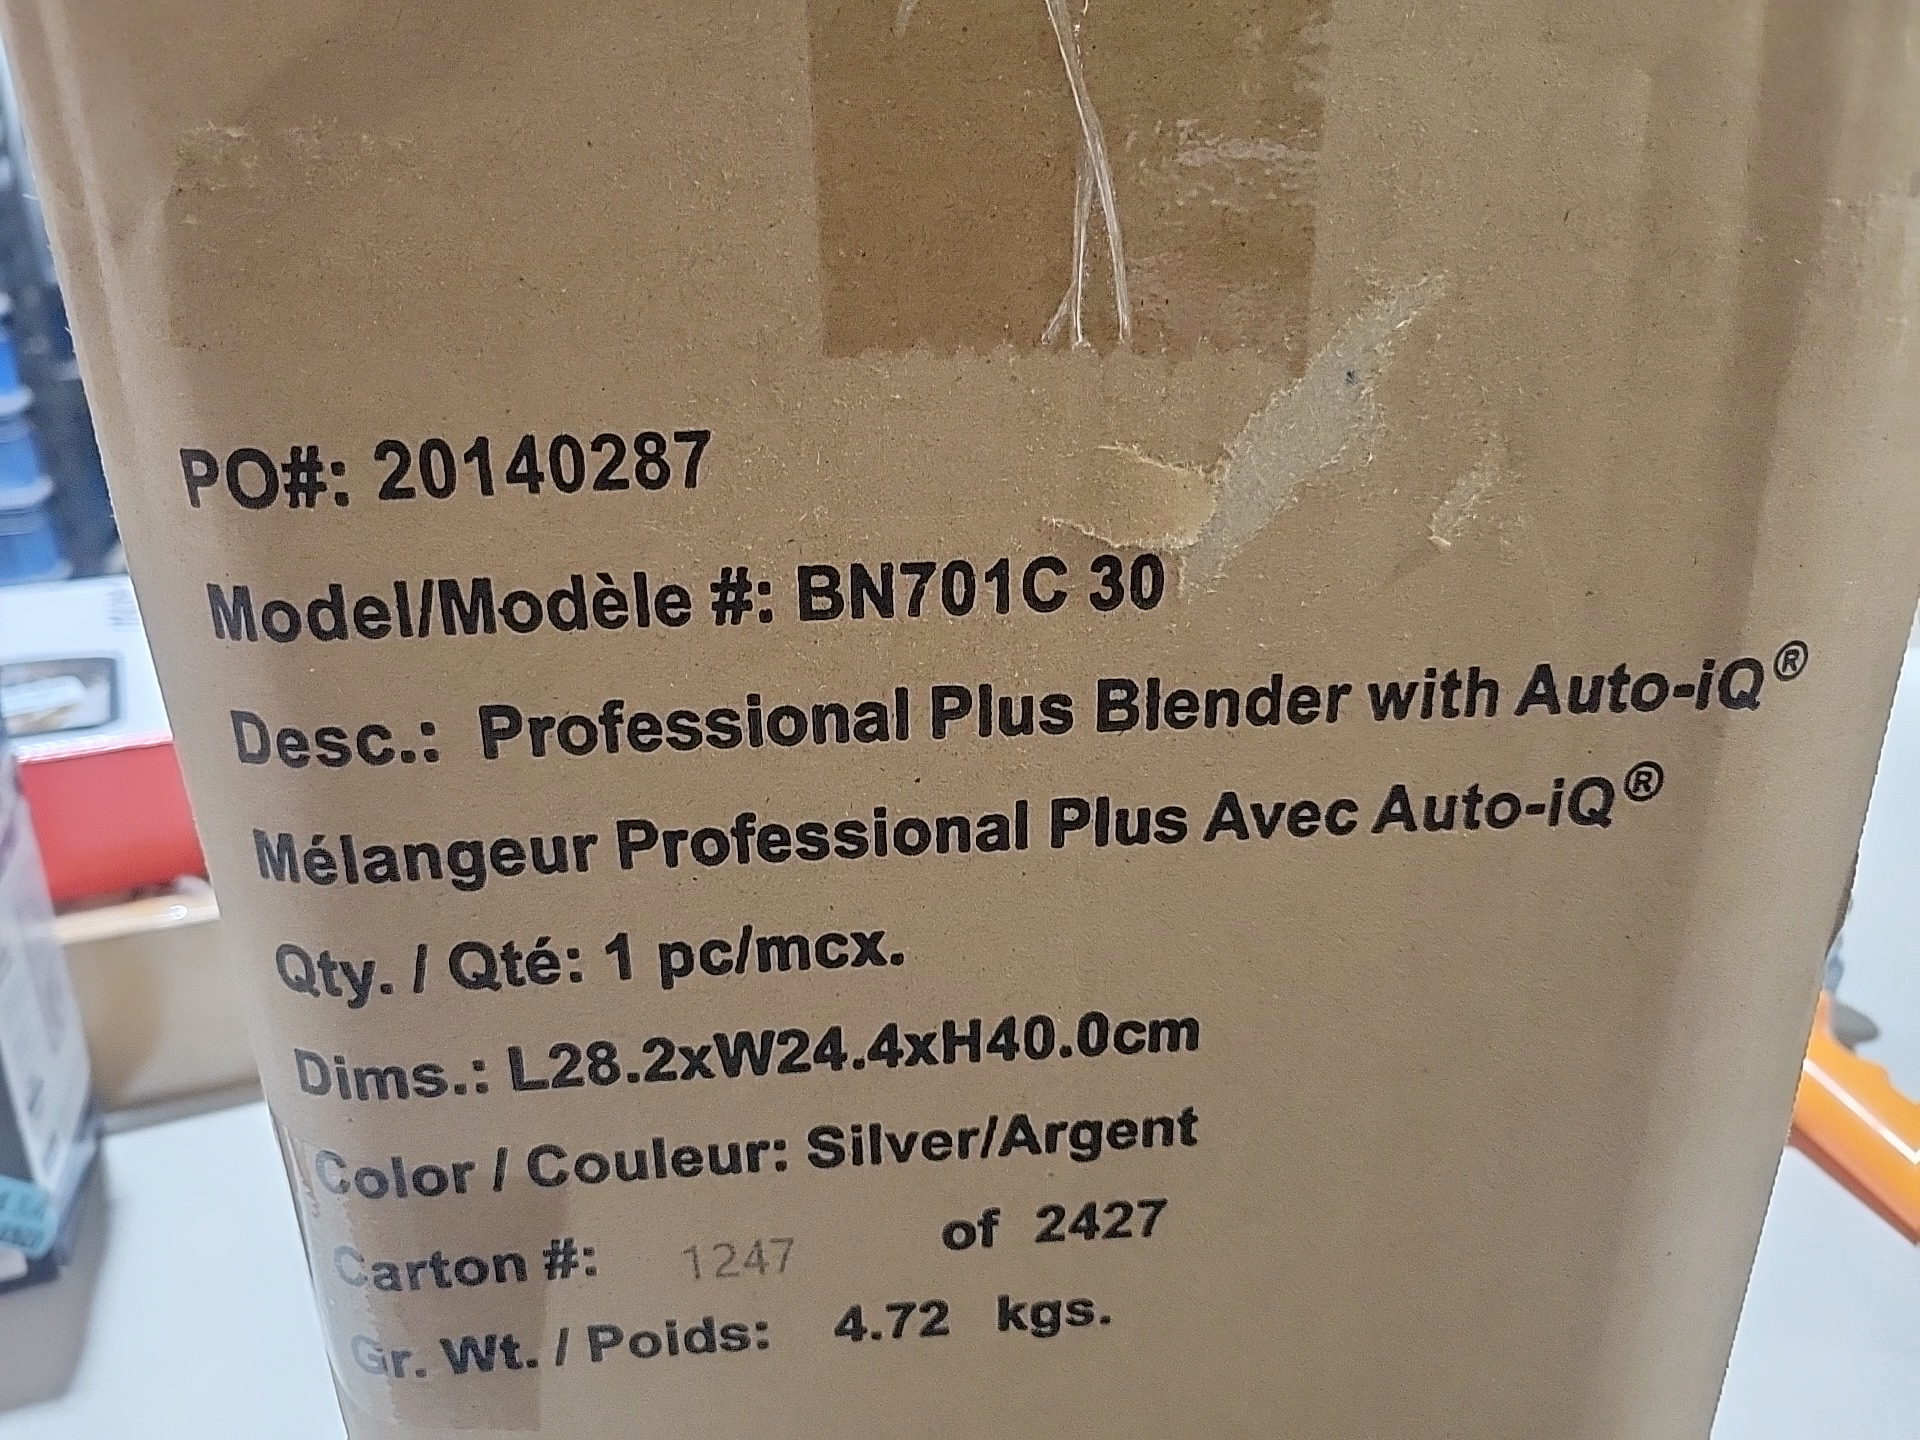 PO#: 20140287
Model/Modèle #: BN701C 30
Desc.: Professional Plus Blender with Auto-iQ®
Mélangeur Professional Plus Avec Auto-iQ®
Qty. / Qté: 1 pc/mcx.
Dims.: L28.2xW24.4xH40.0cm
Color / Couleur: Silver/Argent
Carton #: 1247 of 2427
Gr. Wt. / Poids: 4.72 kgs.